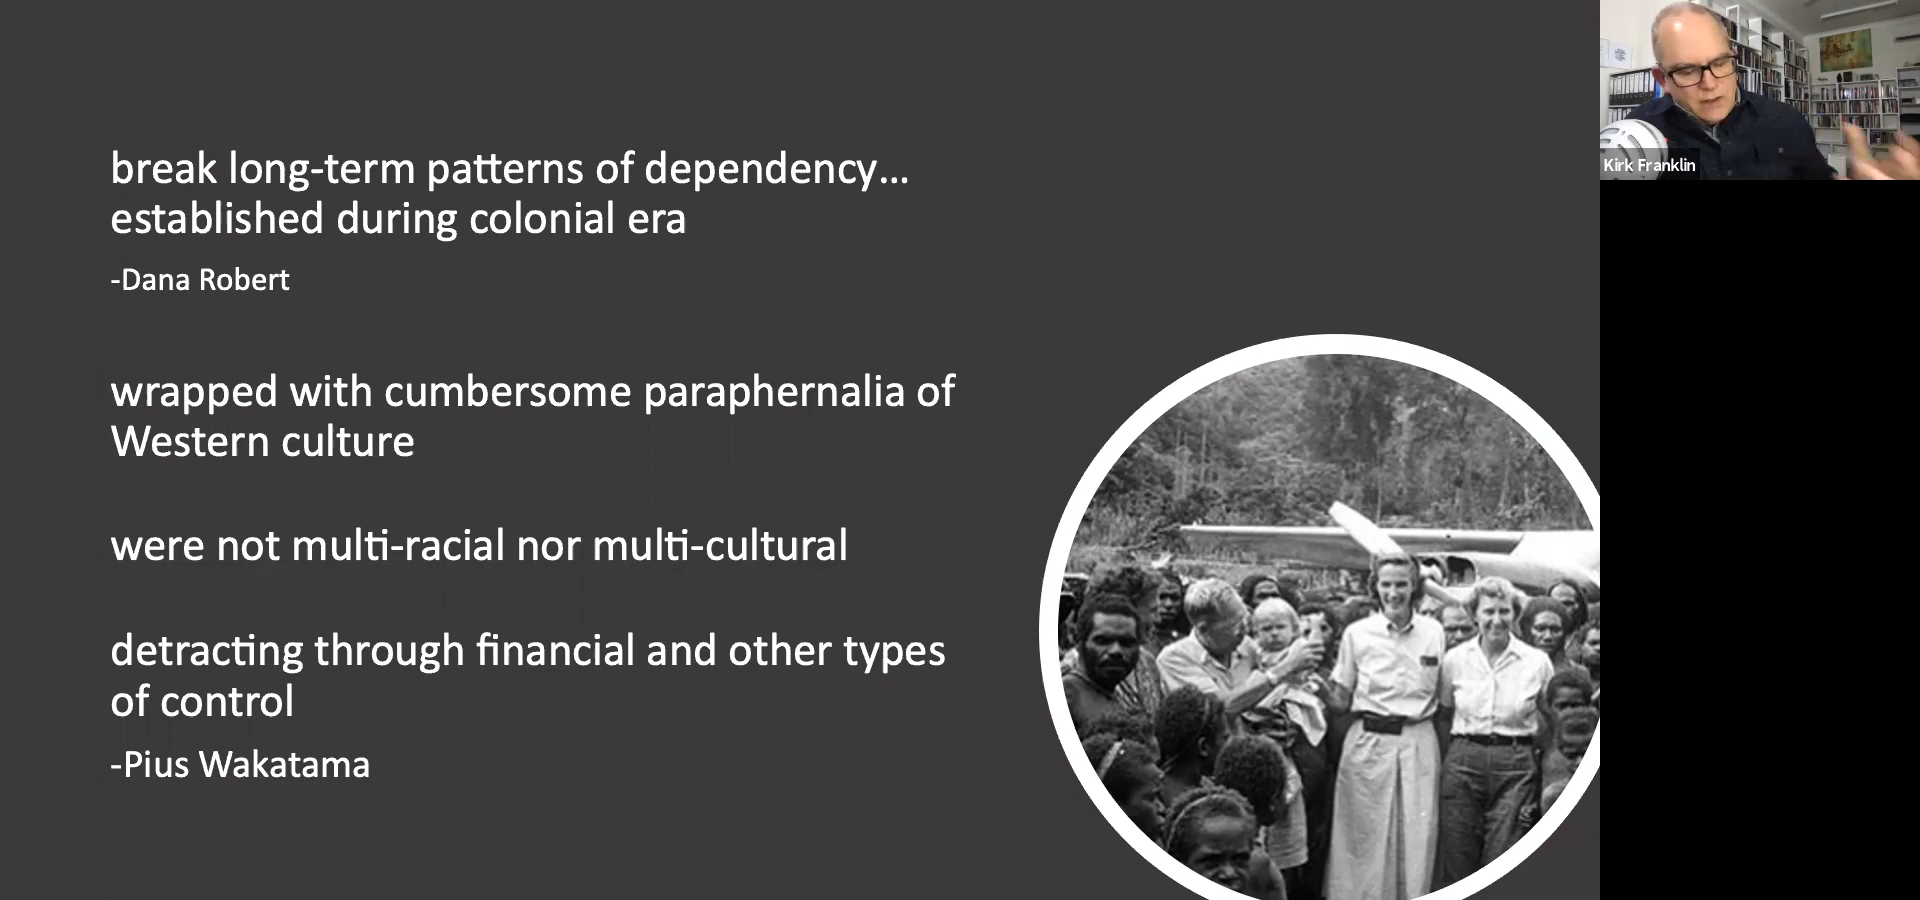 break long-term patterns of dependency...
established during colonial era
-Dana Robert
wrapped with cumbersome paraphernalia of
Western culture
were not multi-racial nor multi-cultural
detracting through financial and other types
of control
-Pius Wakatama
Kirk Franklin